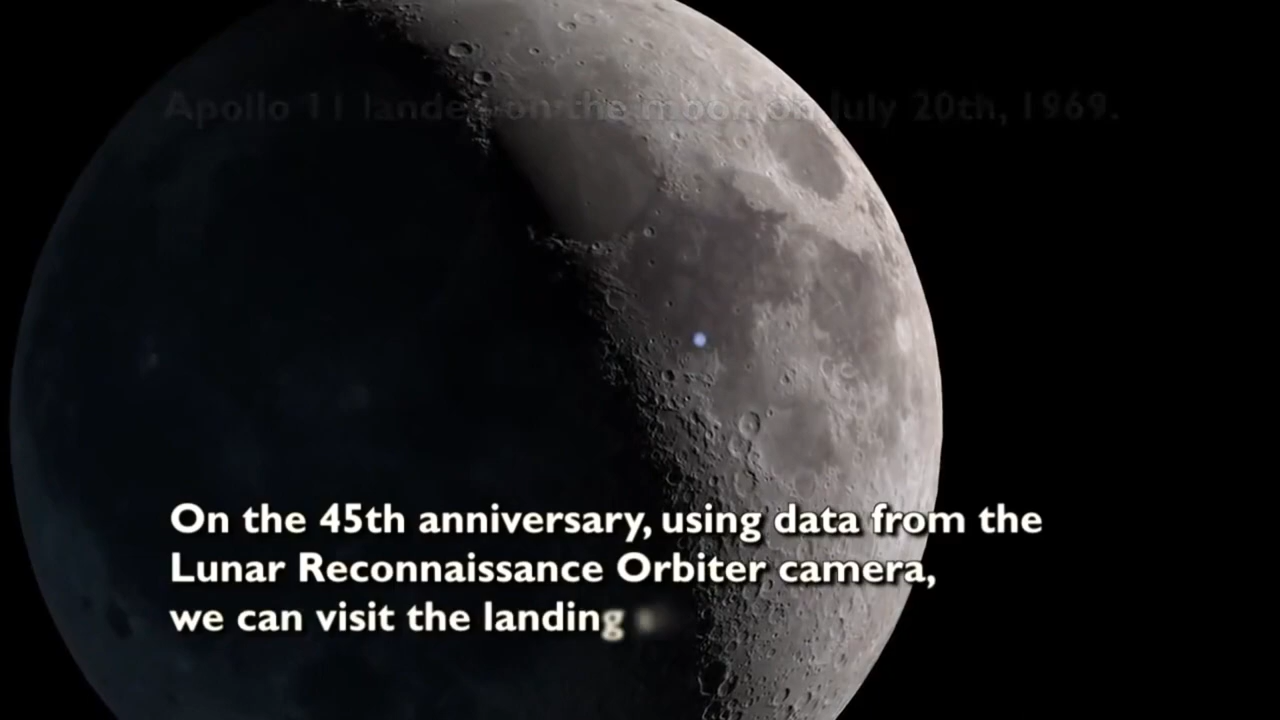 Apollo 11 landed on the moon on July 20th, 1969.
On the 45th anniversary, using data from the
Lunar Reconnaissance Orbiter camera,
we can visit the landing